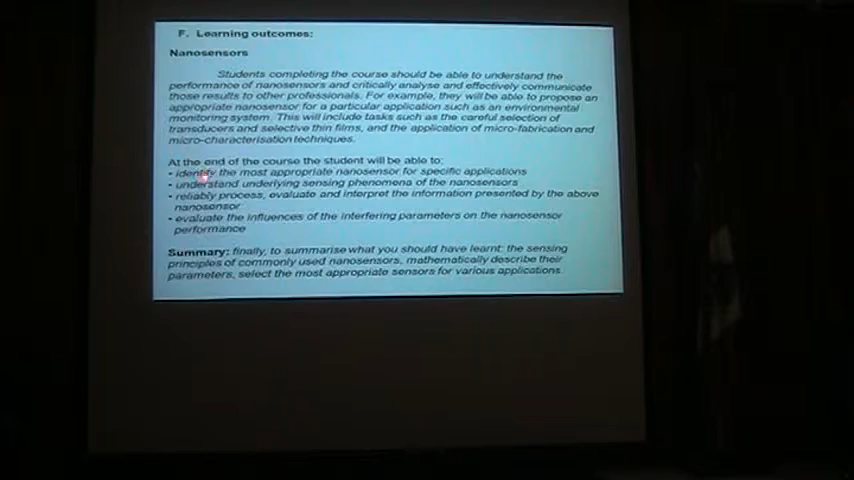 F. Learning outcomes:
Nanosensors
Students completing the course should be able to understand the
performance of nanosensors and critically analyse and effectively communicate
those results to other professionals. For example, they will be able to propose an
appropriate nanosensor for a particular application such as an environmental
monitoring system. This will include tasks such as the careful selection of
transducers and selective thin films, and the application of micro-fabrication and
micro-characterisation techniques.
At the end of the course the student will be able to:
- identify the most appropriate nanosensor for specific applications
- understand underlying sensing phenomena of the nanosensors
- reliably process, evaluate and interpret the information presented by the above
nanosensor
- evaluate the influences of the interfering parameters on the nanosensor
performance
Summary: finally, to summarise what you should have learnt: the sensing
principles of commonly used nanosensors, mathematically describe their
parameters, select the most appropriate sensors for various applications.